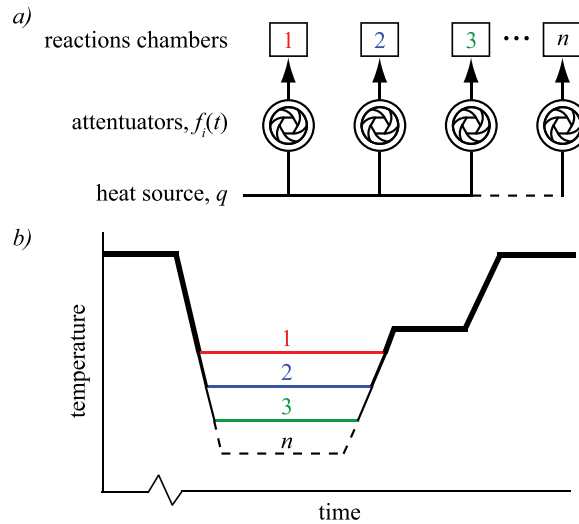 a)
reactions chambers 1 2 3 ··· n
attentuators, fi(t)
heat source, q
b)
temperature
1
2
3
n
time